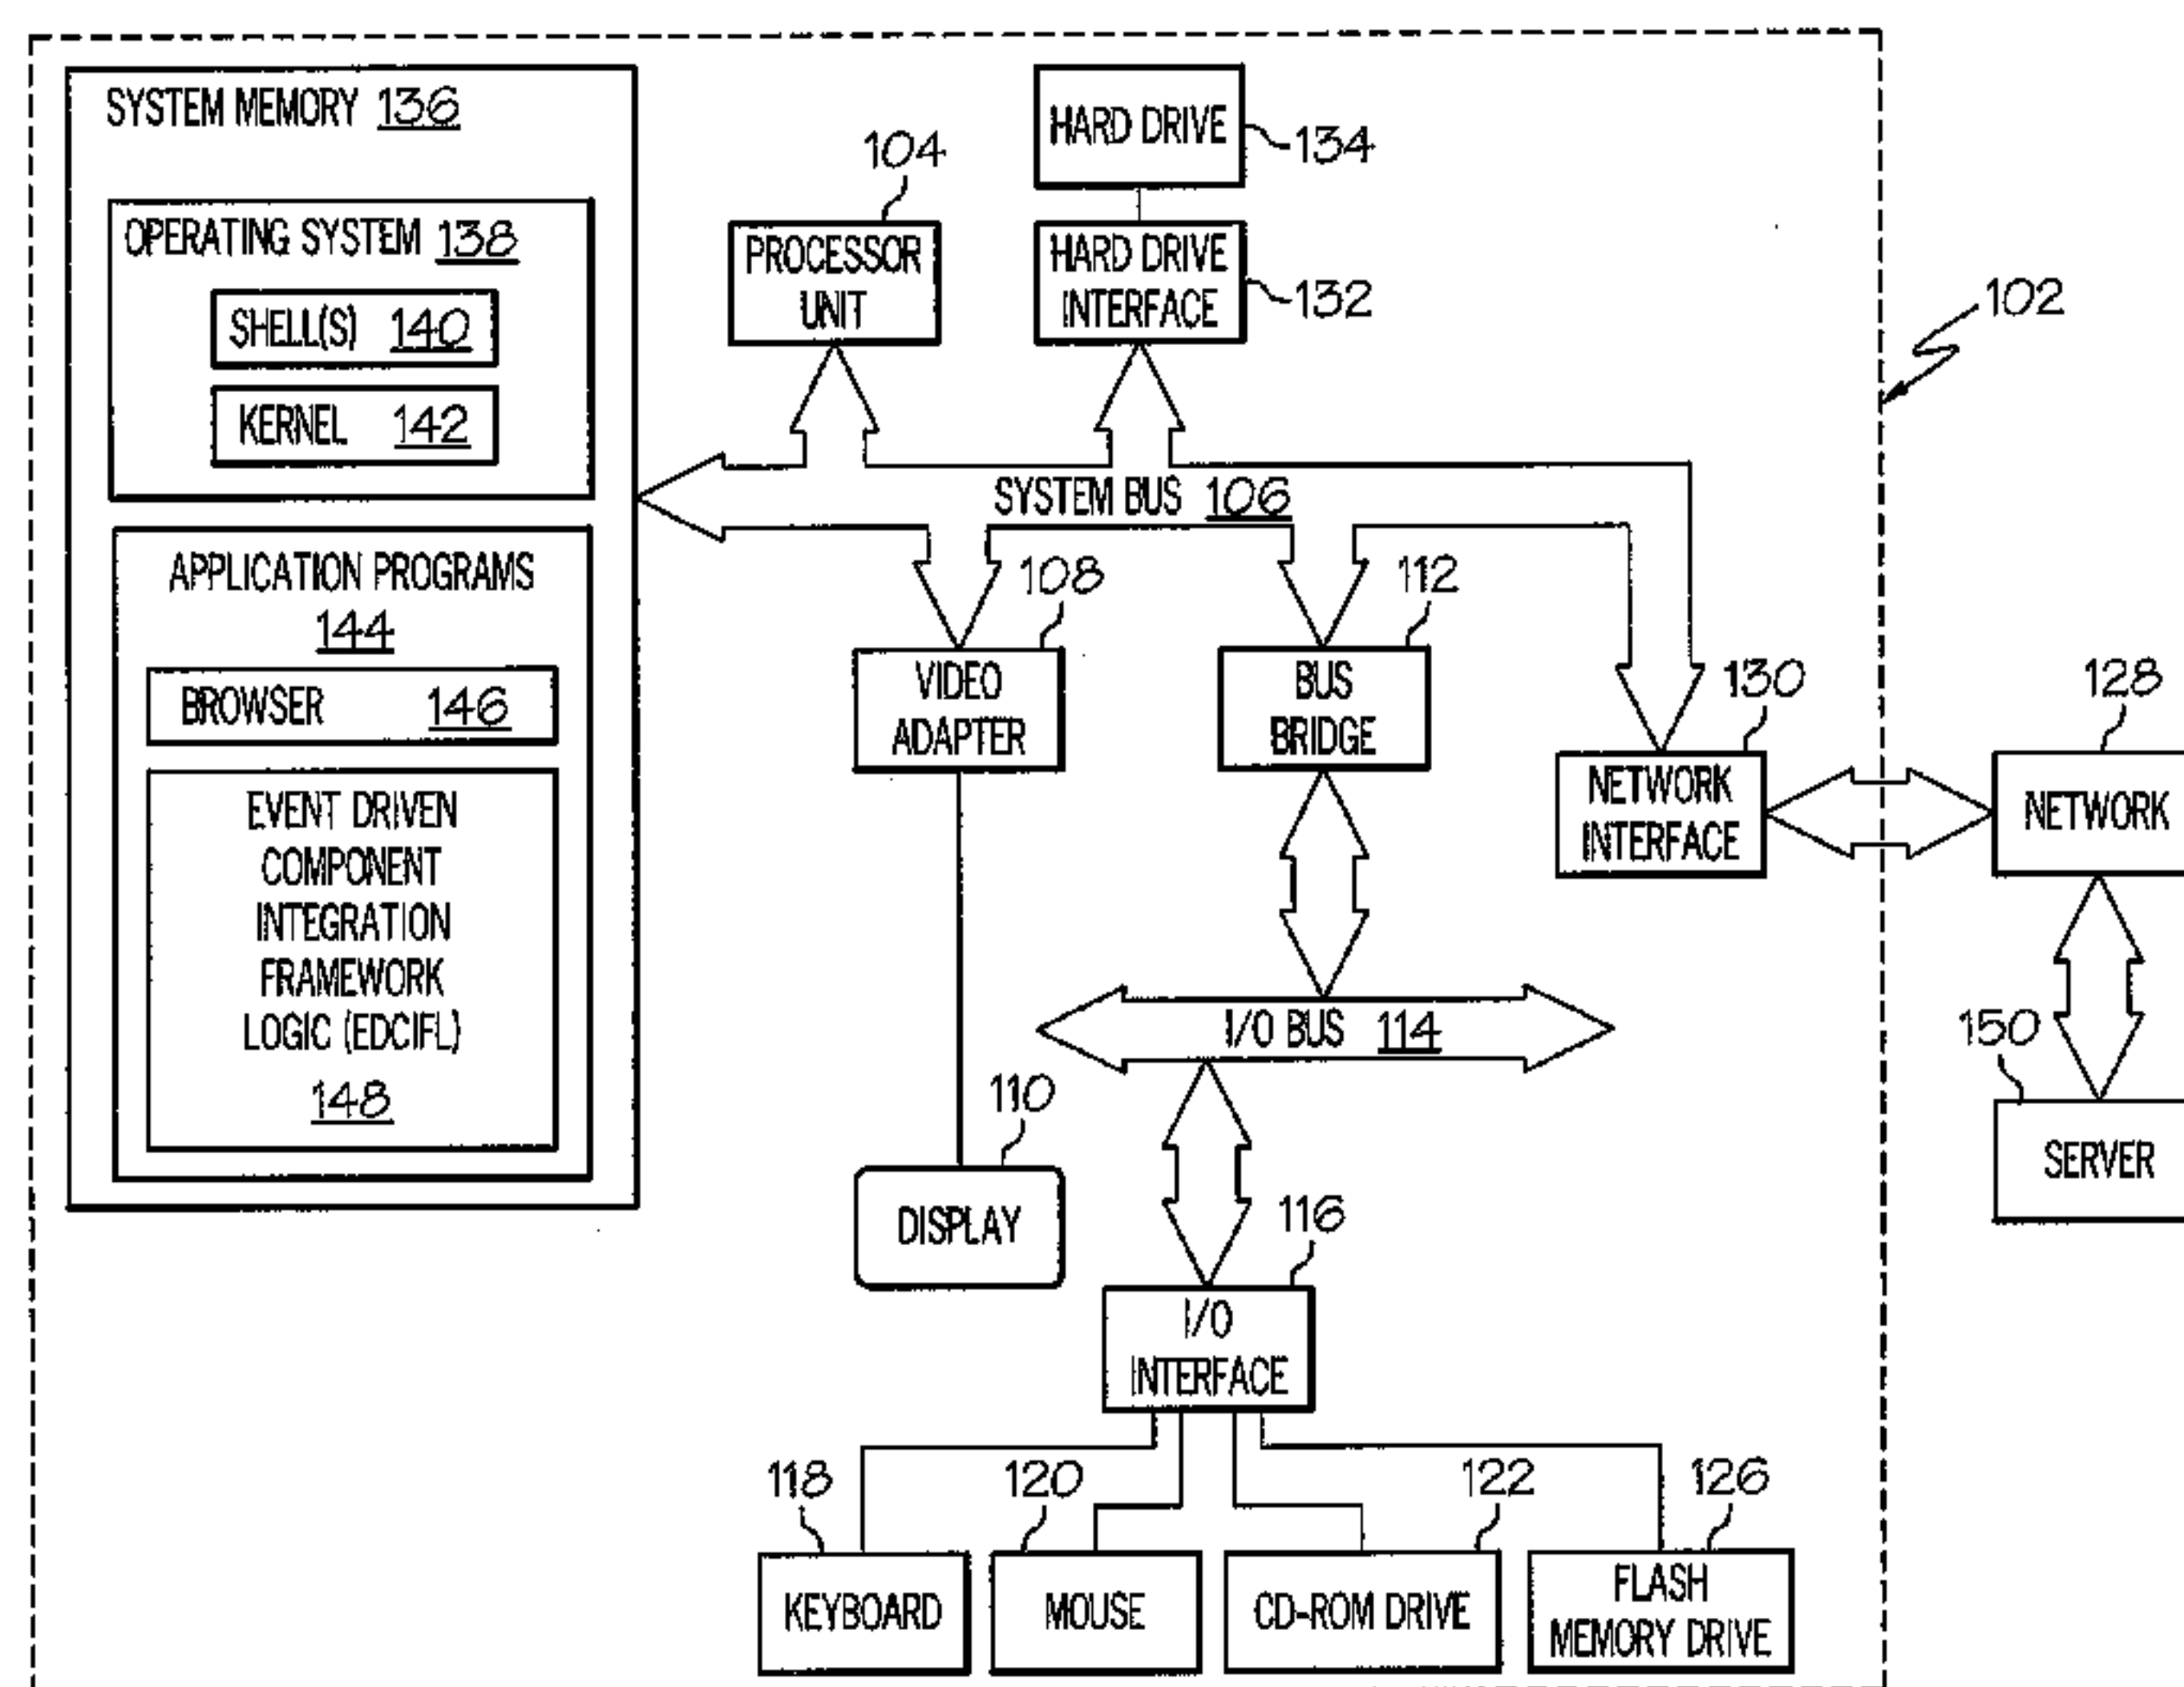 SYSTEM MEMORY 136
OPERATING SYSTEM 138
SHELL(S) 140
KERNEL 142
APPLICATION PROGRAMS
144
BROWSER 146
EVENT DRIVEN
COMPONENT
INTEGRATION
FRAMEWORK
LOGIC (EDCIFL)
148
104
PROCESSOR
UNIT
HARD DRIVE
134
HARD DRIVE
INTERFACE
132
102
SYSTEM BUS 106
108
VIDEO
ADAPTER
112
BUS
BRIDGE
130
NETWORK
INTERFACE
128
NETWORK
I/O BUS 114
150
SERVER
110
DISPLAY
116
I/O
INTERFACE
118
KEYBOARD
120
MOUSE
122
CD-ROM DRIVE
126
FLASH
MEMORY DRIVE